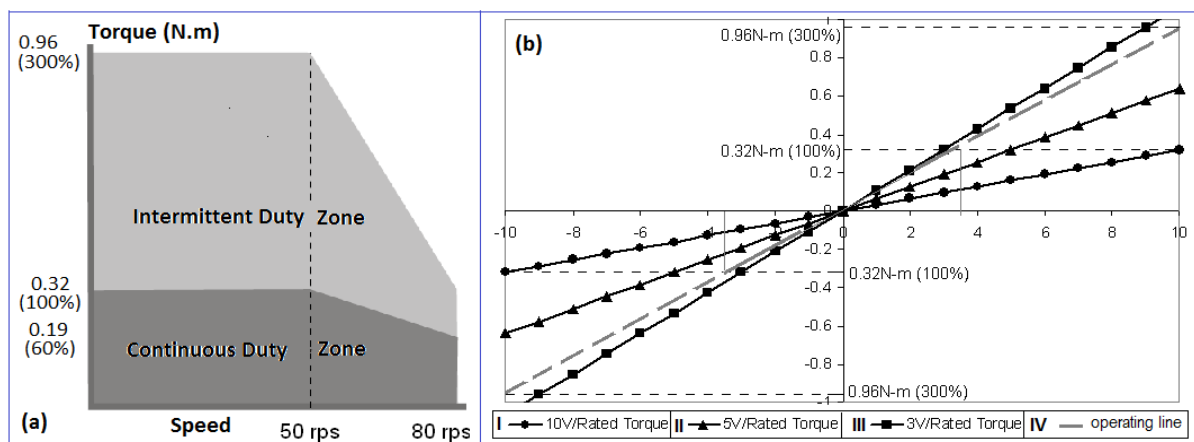 Torque (N.m)
0.96
(300%)
Intermittent Duty Zone
0.32
(100%)
0.19
(60%)
Continuous Duty Zone
(a)
Speed
50 rps
80 rps
(b)
0.96N-m (300%)
0.8
0.6
0.4
0.32N-m (100%)
0.2
0
-10 -8 -6 -4 -2 0 2 4 6 8 10
-0.2
0.32N-m (100%)
-0.4
-0.6
-0.8
0.96N-m (300%)
-1
I 10V/Rated Torque II 5V/Rated Torque III 3V/Rated Torque IV operating line